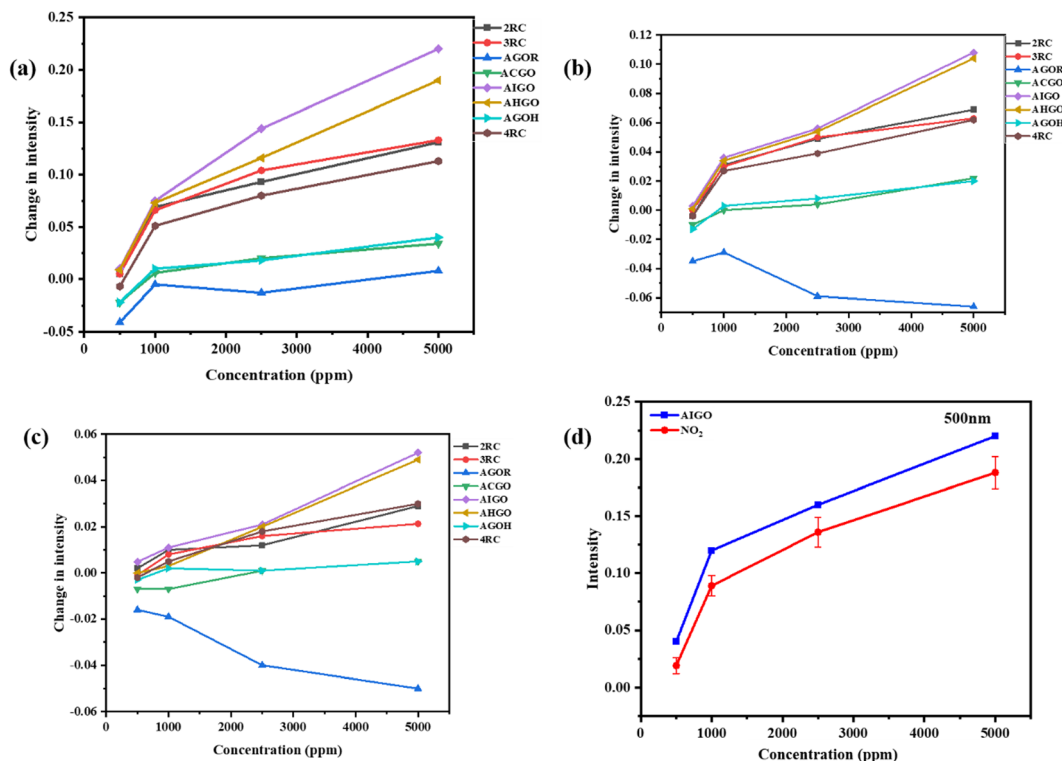 (a)
Change in intensity
0.25
0.20
0.15
0.10
0.05
0.00
-0.05
0 1000 2000 3000 4000 5000
Concentration (ppm)
2RC
3RC
AGOR
ACGO
AIGO
AHGO
AGOH
4RC
(b)
Change in intensity
0.12
0.10
0.08
0.06
0.04
0.02
0.00
-0.02
-0.04
-0.06
0 1000 2000 3000 4000 5000
Concentration (ppm)
2RC
3RC
AGOR
ACGO
AIGO
AHGO
AGOH
4RC
(c)
Change in intensity
0.06
0.04
0.02
0.00
-0.02
-0.04
-0.06
0 1000 2000 3000 4000 5000
Concentration (ppm)
2RC
3RC
AGOR
ACGO
AIGO
AHGO
AGOH
4RC
(d)
Intensity
0.25
0.20
0.15
0.10
0.05
0.00
0 1000 2000 3000 4000 5000
Concentration (ppm)
AIGO
NO₂
500nm